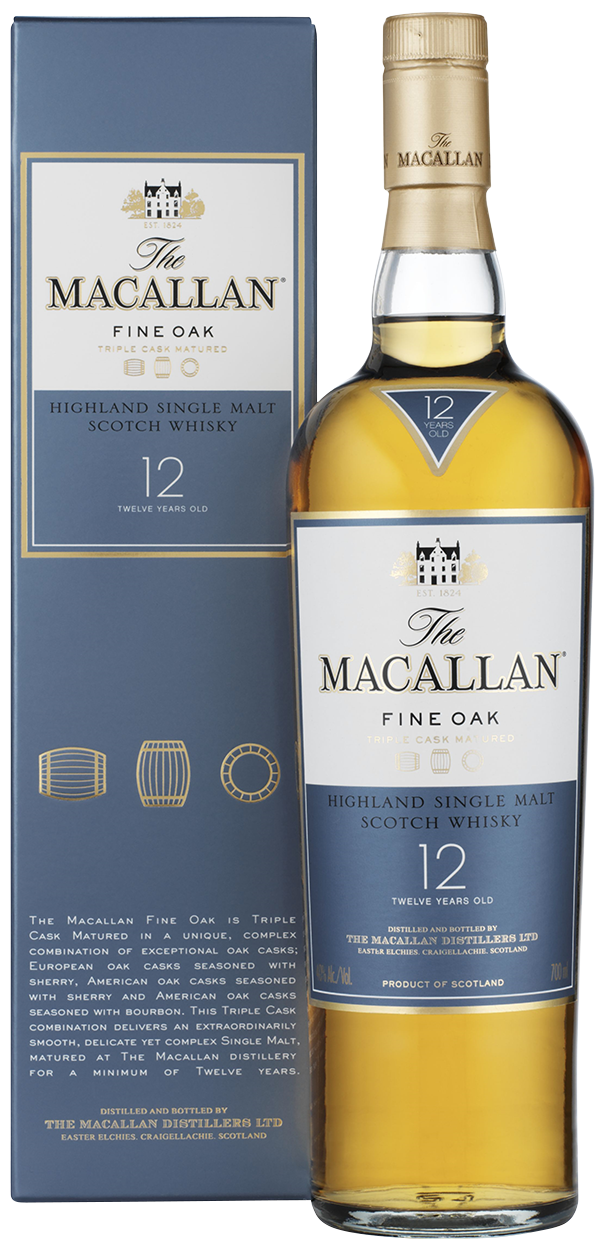 EST. 1824
The
MACALLAN®
FINE OAK
TRIPLE CASK MATURED
HIGHLAND SINGLE MALT
SCOTCH WHISKY
12
TWELVE YEARS OLD
THE MACALLAN FINE OAK IS TRIPLE
CASK MATURED IN A UNIQUE, COMPLEX
COMBINATION OF EXCEPTIONAL OAK CASKS;
EUROPEAN OAK CASKS SEASONED WITH
SHERRY, AMERICAN OAK CASKS SEASONED
WITH SHERRY AND AMERICAN OAK CASKS
SEASONED WITH BOURBON. THIS TRIPLE CASK
COMBINATION DELIVERS AN EXTRAORDINARILY
SMOOTH, DELICATE YET COMPLEX SINGLE MALT,
MATURED AT THE MACALLAN DISTILLERY
FOR A MINIMUM OF TWELVE YEARS.
DISTILLED AND BOTTLED BY
THE MACALLAN DISTILLERS LTD
EASTER ELCHIES. CRAIGELLACHIE. SCOTLAND
The
MACALLAN
12
YEARS
OLD
EST. 1824
The
MACALLAN®
FINE OAK
TRIPLE CASK MATURED
HIGHLAND SINGLE MALT
SCOTCH WHISKY
12
TWELVE YEARS OLD
DISTILLED AND BOTTLED BY
THE MACALLAN DISTILLERS LTD
EASTER ELCHIES. CRAIGELLACHIE. SCOTLAND
40% Alc./Vol. 700ml
PRODUCT OF SCOTLAND